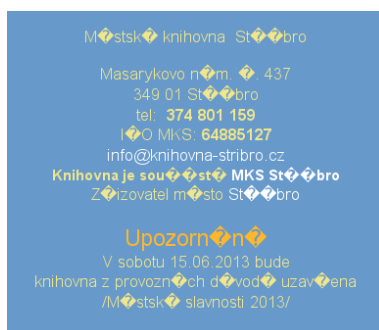 M�stsk� knihovna St��bro
Masarykovo n�m. �. 437
349 01 St��bro
tel: 374 801 159
I�O MKS: 64885127
info@knihovna-stribro.cz
Knihovna je sou��st� MKS St��bro
Z�izovatel m�sto St��bro
Upozorn�n�
V sobotu 15.06.2013 bude
knihovna z provozn�ch d�vod� uzav�ena
/M�stsk� slavnosti 2013/